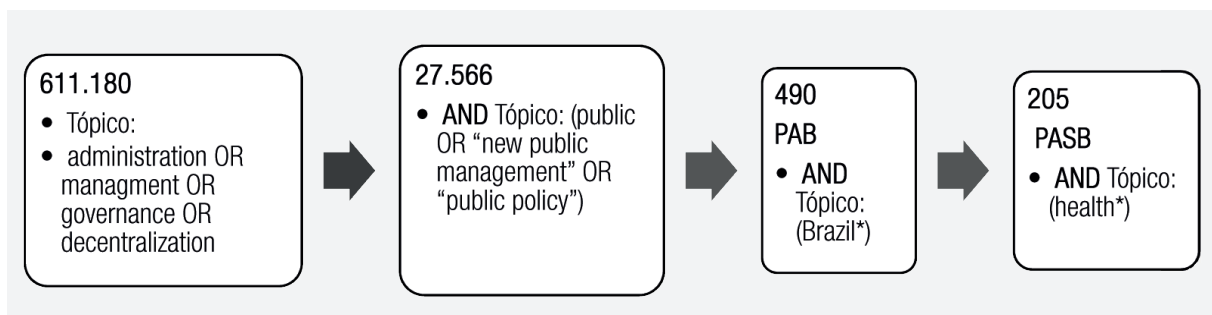 611.180
• Tópico:
• administration OR
managment OR
governance OR
decentralization
27.566
• AND Tópico: (public
OR “new public
management” OR
“public policy”)
490
PAB
• AND
Tópico:
(Brazil*)
205
PASB
• AND Tópico:
(health*)